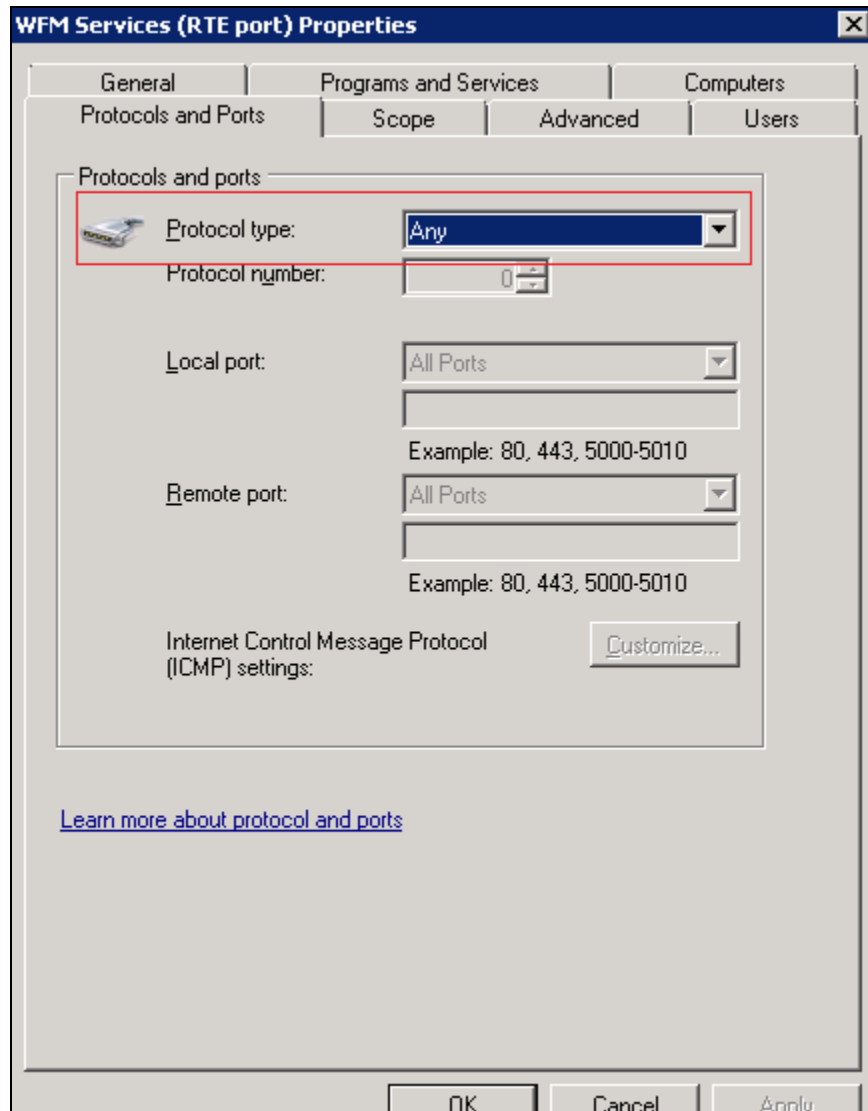 WFM Services (RTE port) Properties
General Programs and Services Computers
Protocols and Ports Scope Advanced Users
Protocols and ports
Protocol type: Any
Protocol number: 0
Local port: All Ports
Example: 80, 443, 5000-5010
Remote port: All Ports
Example: 80, 443, 5000-5010
Internet Control Message Protocol
(ICMP) settings: Customize...
Learn more about protocol and ports
OK Cancel Apply